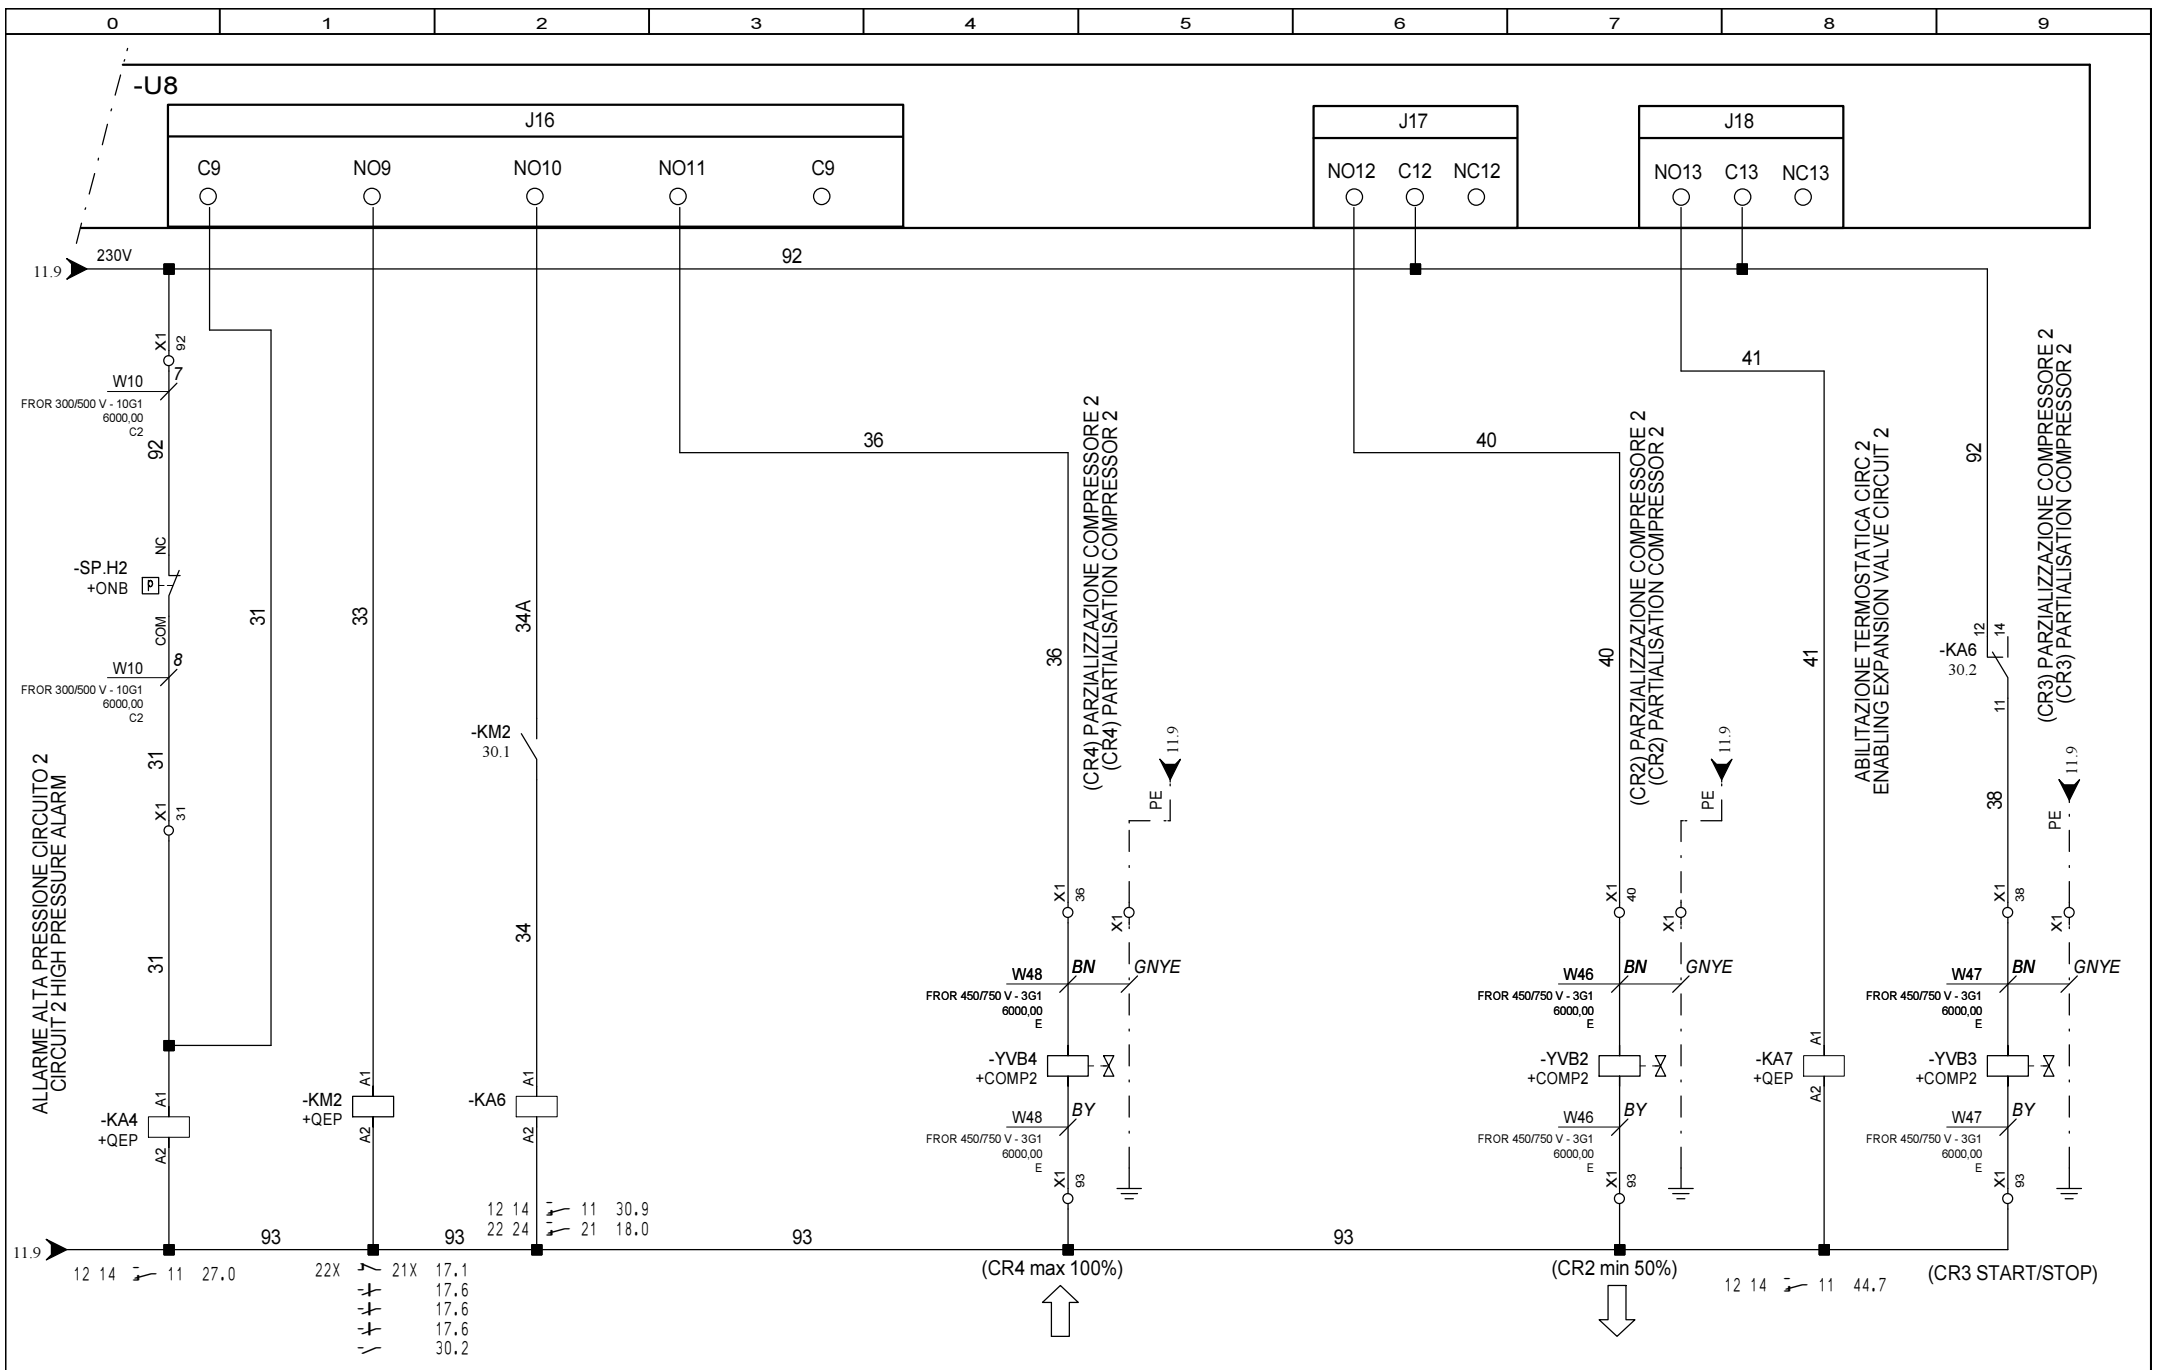 0 1 2 3 4 5 6 7 8 9
-U8
J16
C9 NO9 NO10 NO11 C9
J17
NO12 C12 NC12
J18
NO13 C13 NC13
11.9
230V
92
X1
92
W10
7
FROR 300/500 V - 10G1
6000,00
C2
92
NC
-SP.H2
+ONB
P
COM
W10
8
FROR 300/500 V - 10G1
6000,00
C2
31
X1
31
31
ALLARME ALTA PRESSIONE CIRCUITO 2
CIRCUIT 2 HIGH PRESSURE ALARM
A1
-KA4
+QEP
A2
31
33
A1
-KM2
+QEP
A2
34A
-KM2
30.1
34
A1
-KA6
A2
36
36
(CR4) PARZIALIZZAZIONE COMPRESSORE 2
(CR4) PARTIALISATION COMPRESSOR 2
11.9
PE
X1
36
X1
W48
BN
GNYE
FROR 450/750 V - 3G1
6000,00
E
-YVB4
+COMP2
W48
BY
FROR 450/750 V - 3G1
6000,00
E
X1
93
40
40
(CR2) PARZIALIZZAZIONE COMPRESSORE 2
(CR2) PARTIALISATION COMPRESSOR 2
11.9
PE
X1
40
X1
W46
BN
GNYE
FROR 450/750 V - 3G1
6000,00
E
-YVB2
+COMP2
W46
BY
FROR 450/750 V - 3G1
6000,00
E
X1
93
41
41
ABILITAZIONE TERMOSTATICA CIRC 2
ENABLING EXPANSION VALVE CIRCUIT 2
A1
-KA7
+QEP
A2
92
12 14
-KA6
30.2
11
38
(CR3) PARZIALIZZAZIONE COMPRESSORE 2
(CR3) PARTIALISATION COMPRESSOR 2
11.9
PE
X1
38
X1
W47
BN
GNYE
FROR 450/750 V - 3G1
6000,00
E
-YVB3
+COMP2
W47
BY
FROR 450/750 V - 3G1
6000,00
E
X1
93
11.9
93 93 93 93
12 14 11 30.9
22 24 21 18.0
12 14 11 27.0
22X 21X 17.1
17.6
17.6
17.6
30.2
(CR4 max 100%)
(CR2 min 50%)
12 14 11 44.7
(CR3 START/STOP)